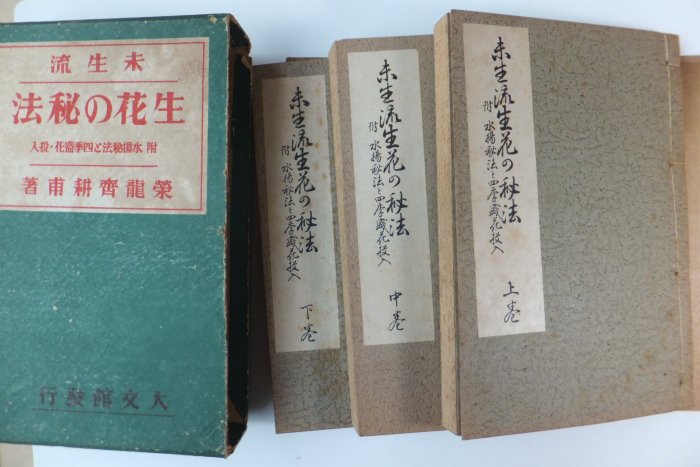 流生未
法秘の花生
入投・花盛季四と法秘揚水 附
著甫耕齊龍榮
行發館文大
未生流生花の秘法
附 水揚秘法と四季盛花投入
上巻
未生流生花の秘法
附 水揚秘法と四季盛花投入
中巻
未生流生花の秘法
附 水揚秘法と四季盛花投入
下巻